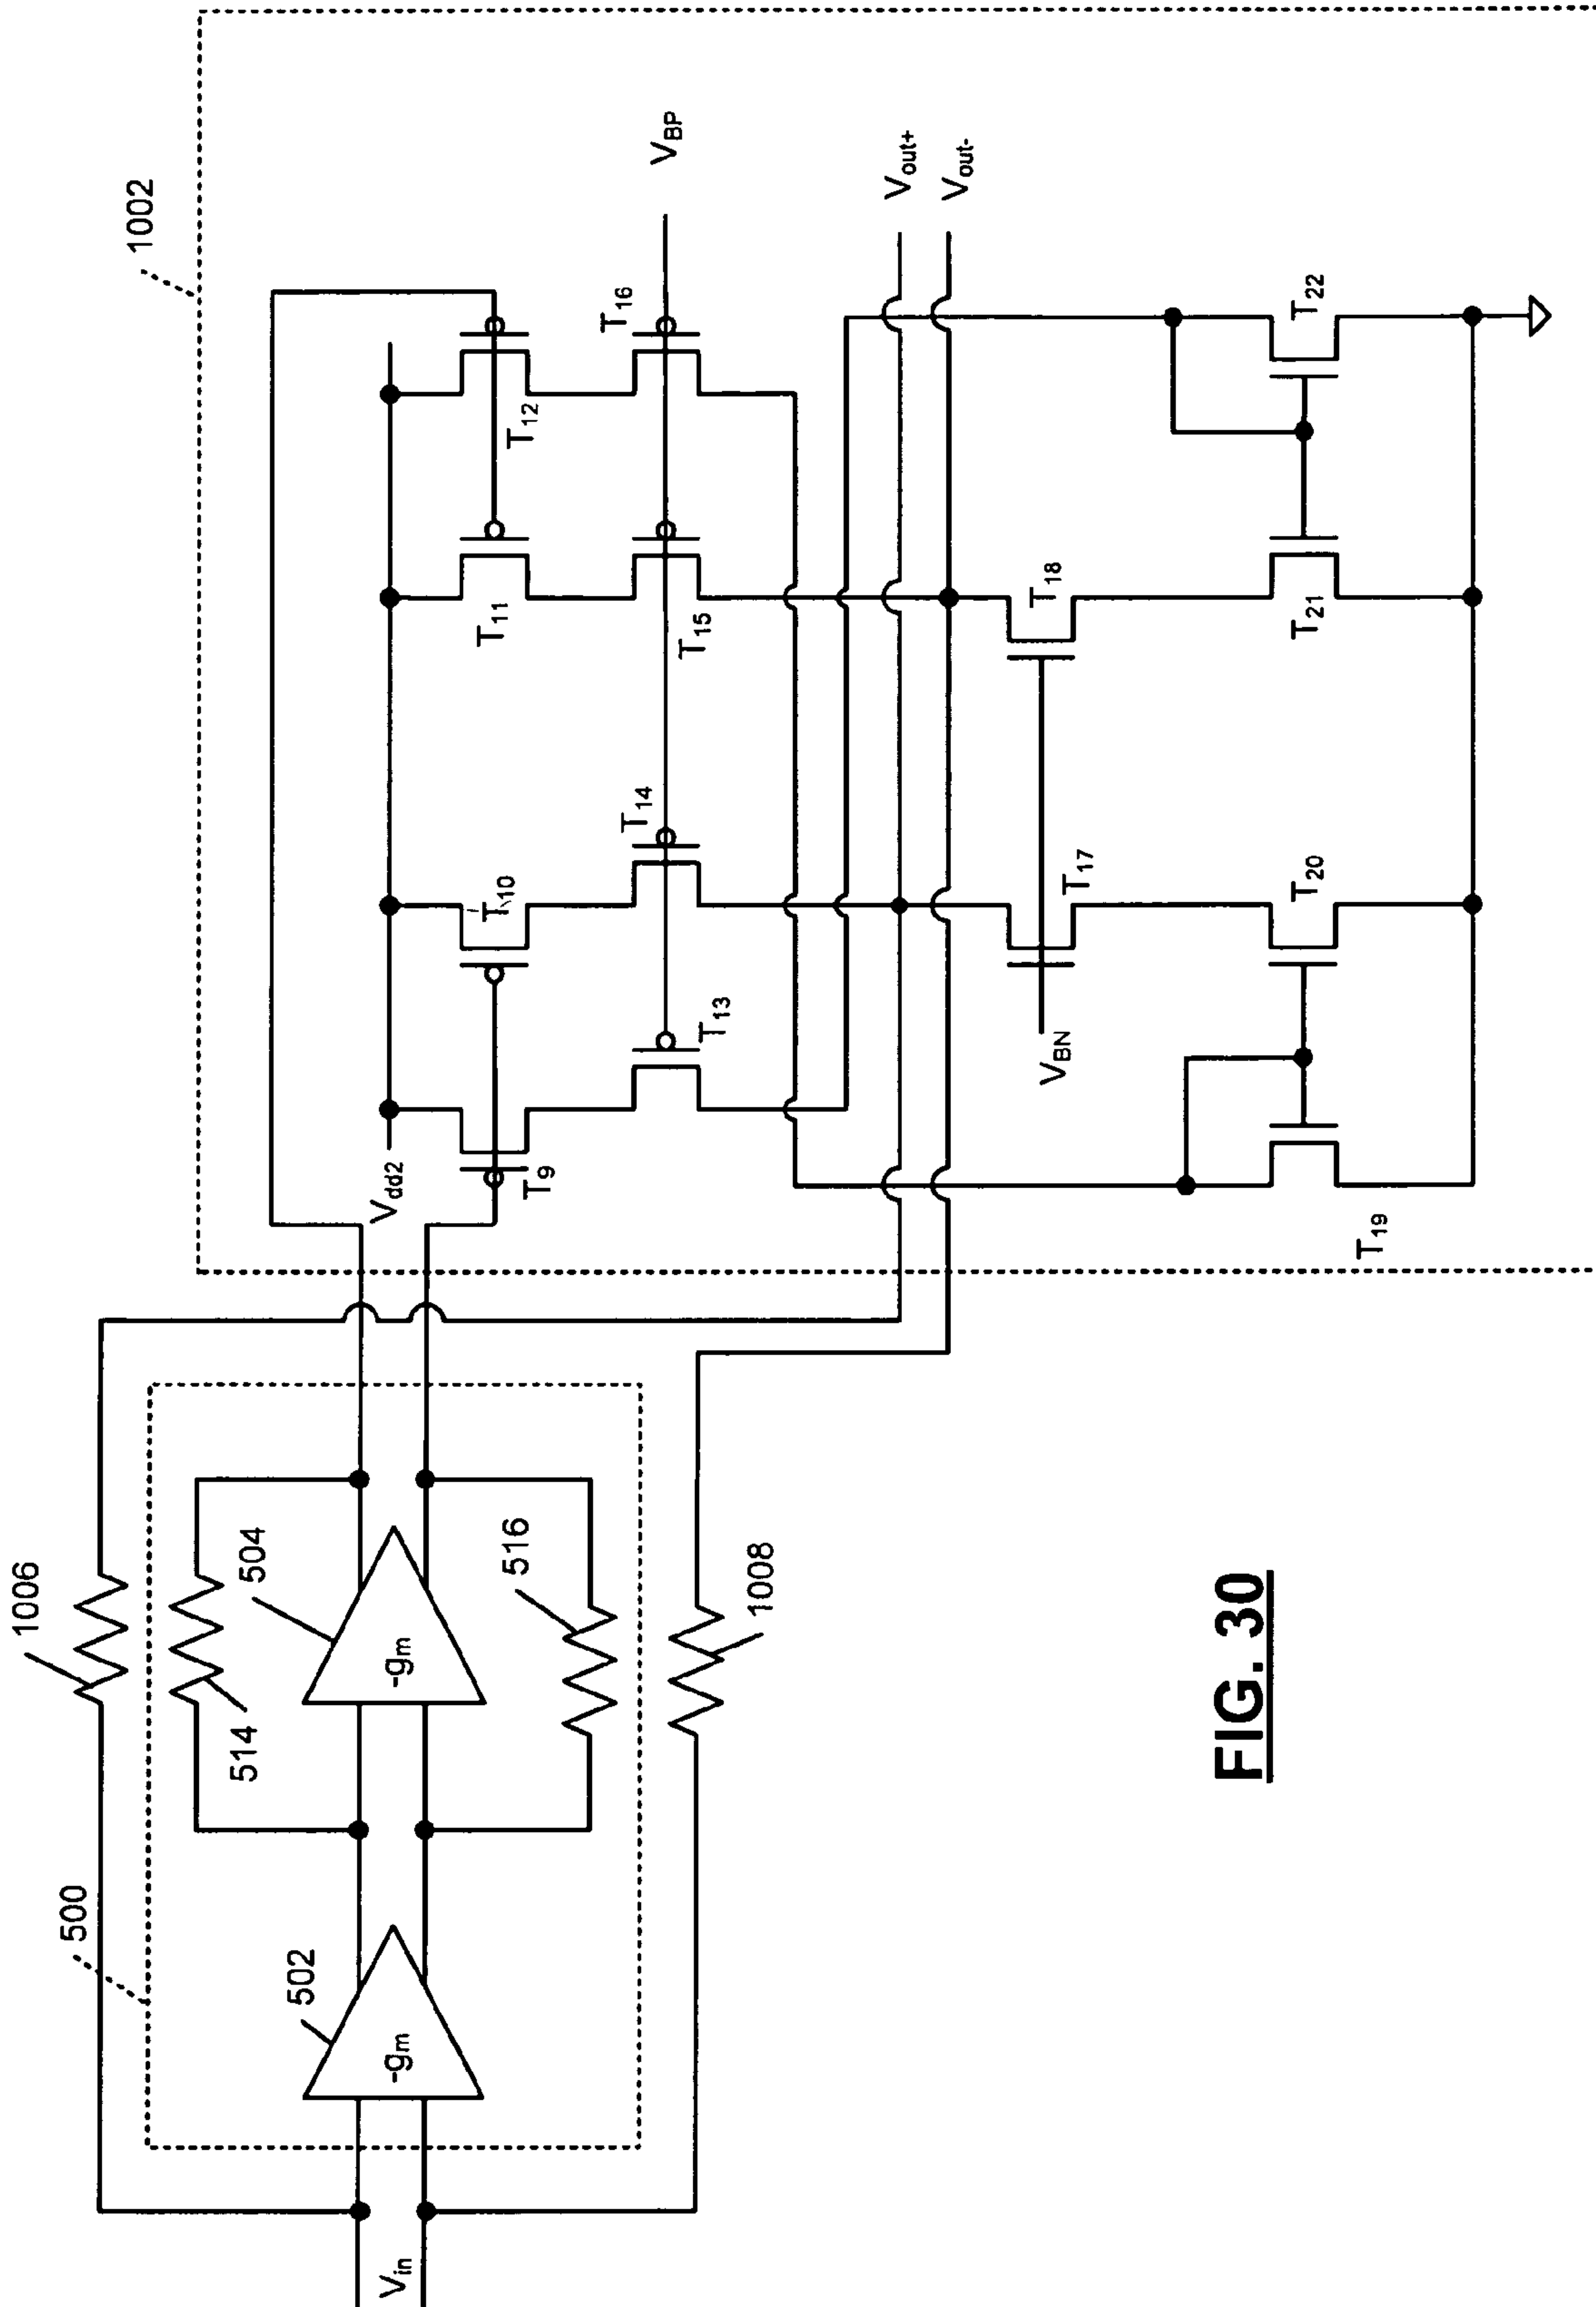 1002
V_BP
V_out+
V_out-
T_16
T_12
T_22
T_11
T_15
T_18
T_21
T_14
T_10
T_17
T_20
T_13
V_BN
V_dd2
T_9
T_19
1006
514
504
-g_m
516
1008
500
502
-g_m
V_in
FIG. 30